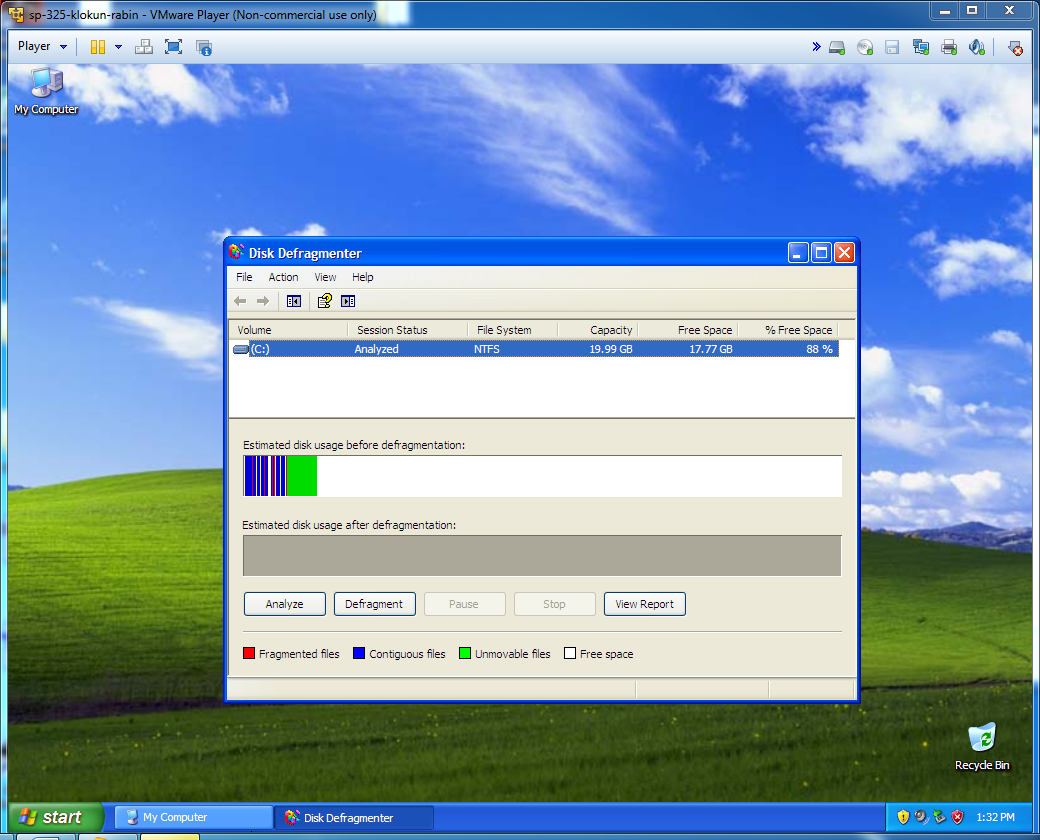 sp-325-klokun-rabin - VMware Player (Non-commercial use only)
Player
My Computer
Disk Defragmenter
File Action View Help
Volume Session Status File System Capacity Free Space % Free Space
(C:) Analyzed NTFS 19.99 GB 17.77 GB 88 %
Estimated disk usage before defragmentation:
Estimated disk usage after defragmentation:
Analyze Defragment Pause Stop View Report
Fragmented files Contiguous files Unmovable files Free space
Recycle Bin
start My Computer Disk Defragmenter 1:32 PM